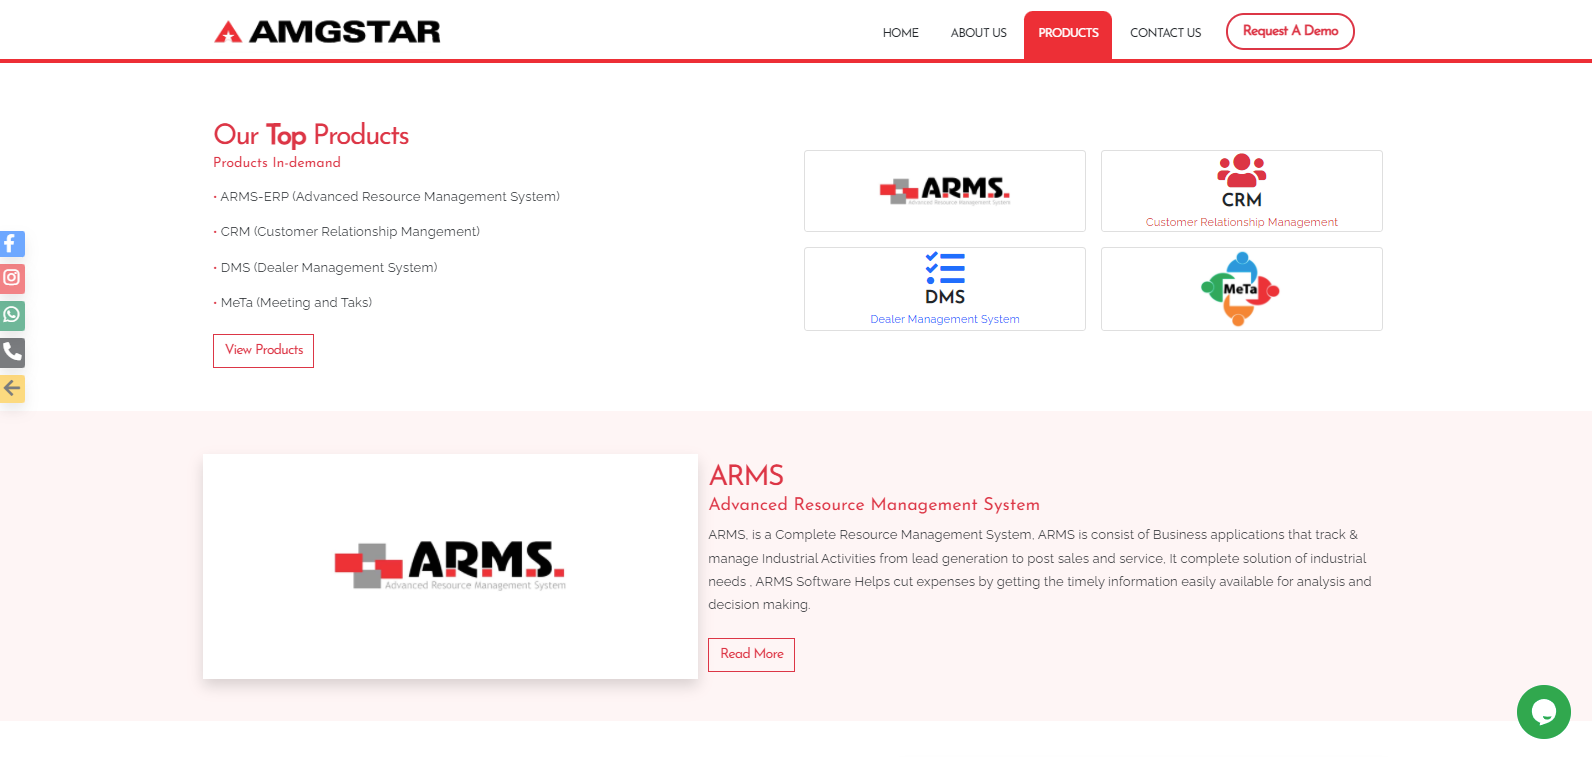 AMGSTAR
HOME
ABOUT US
PRODUCTS
CONTACT US
Request A Demo
Our Top Products
Products In-demand
• ARMS-ERP (Advanced Resource Management System)
• CRM (Customer Relationship Mangement)
• DMS (Dealer Management System)
• MeTa (Meeting and Taks)
View Products
ARMS.
Advanced Resource Management System
CRM
Customer Relationship Management
DMS
Dealer Management System
MeTa
ARMS.
Advanced Resource Management System
ARMS
Advanced Resource Management System
ARMS, is a Complete Resource Management System, ARMS is consist of Business applications that track &
manage Industrial Activities from lead generation to post sales and service, It complete solution of industrial
needs , ARMS Software Helps cut expenses by getting the timely information easily available for analysis and
decision making.
Read More